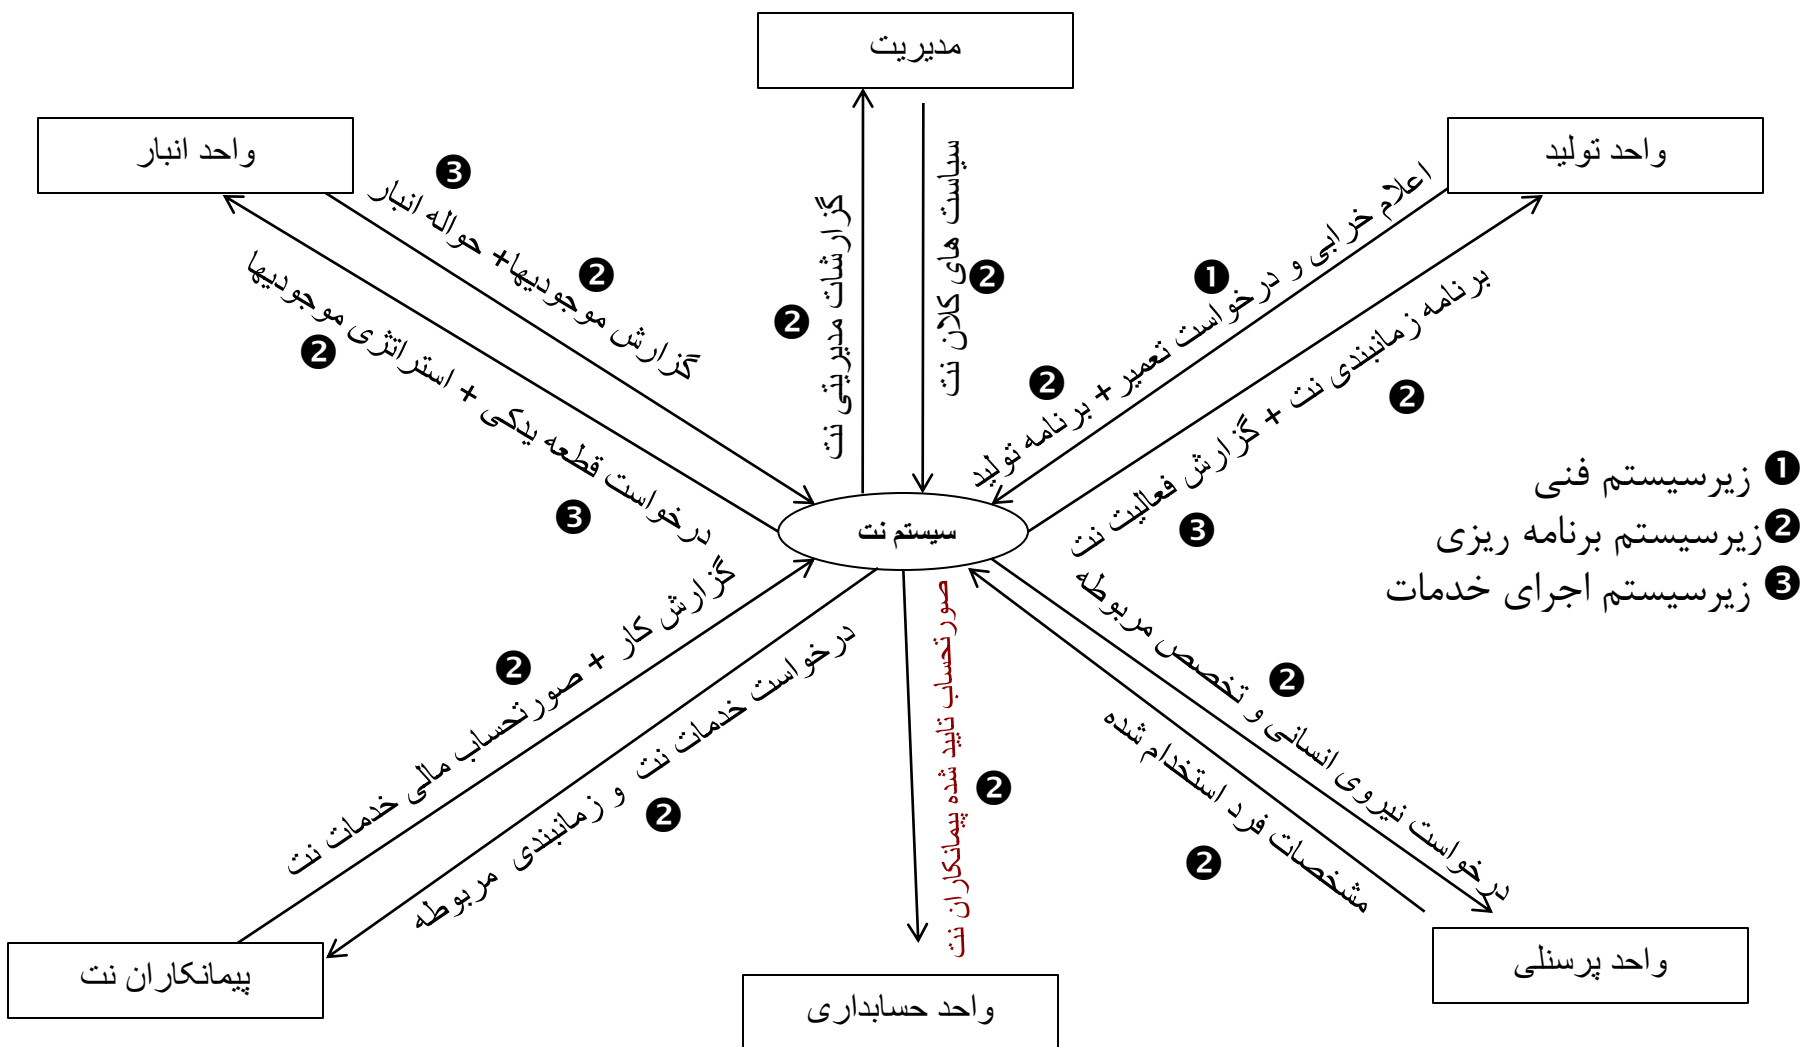 مدیریت
واحد انبار
واحد تولید
❸
گزارش موجودیها+ حواله انبار
❷
درخواست قطعه یدکی + استراتژی موجودیها
❷
❸
گزارشات مدیریتی نت
❷
سیاست های کلان نت
❷
اعلام خرابی و درخواست تعمیر + برنامه تولید
❶
❷
برنامه زمانبندی نت + گزارش فعالیت نت
❷
❸
❶ زیرسیستم فنی
❷زیرسیستم برنامه ریزی
❸ زیرسیستم اجرای خدمات
سیستم نت
گزارش کار + صورتحساب مالی خدمات نت
❷
درخواست خدمات نت و زمانبندی مربوطه
❷
صورتحساب تایید شده پیمانکاران نت
❷
درخواست نیروی انسانی و تخصص مربوطه
❷
مشخصات فرد استخدام شده
❷
پیمانکاران نت
واحد حسابداری
واحد پرسنلی